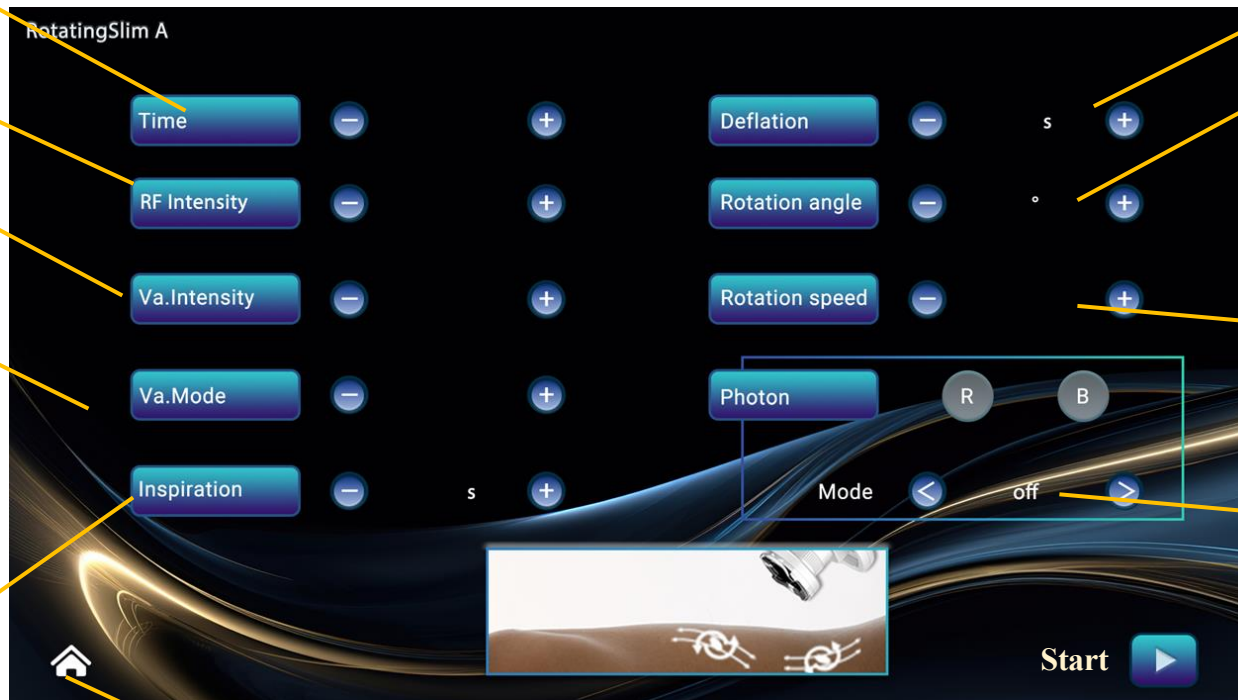 RotatingSlim A
Time
RF Intensity
Va.Intensity
Va.Mode
Inspiration s
Deflation s
Rotation angle °
Rotation speed
Photon R B
Mode < off >
Start